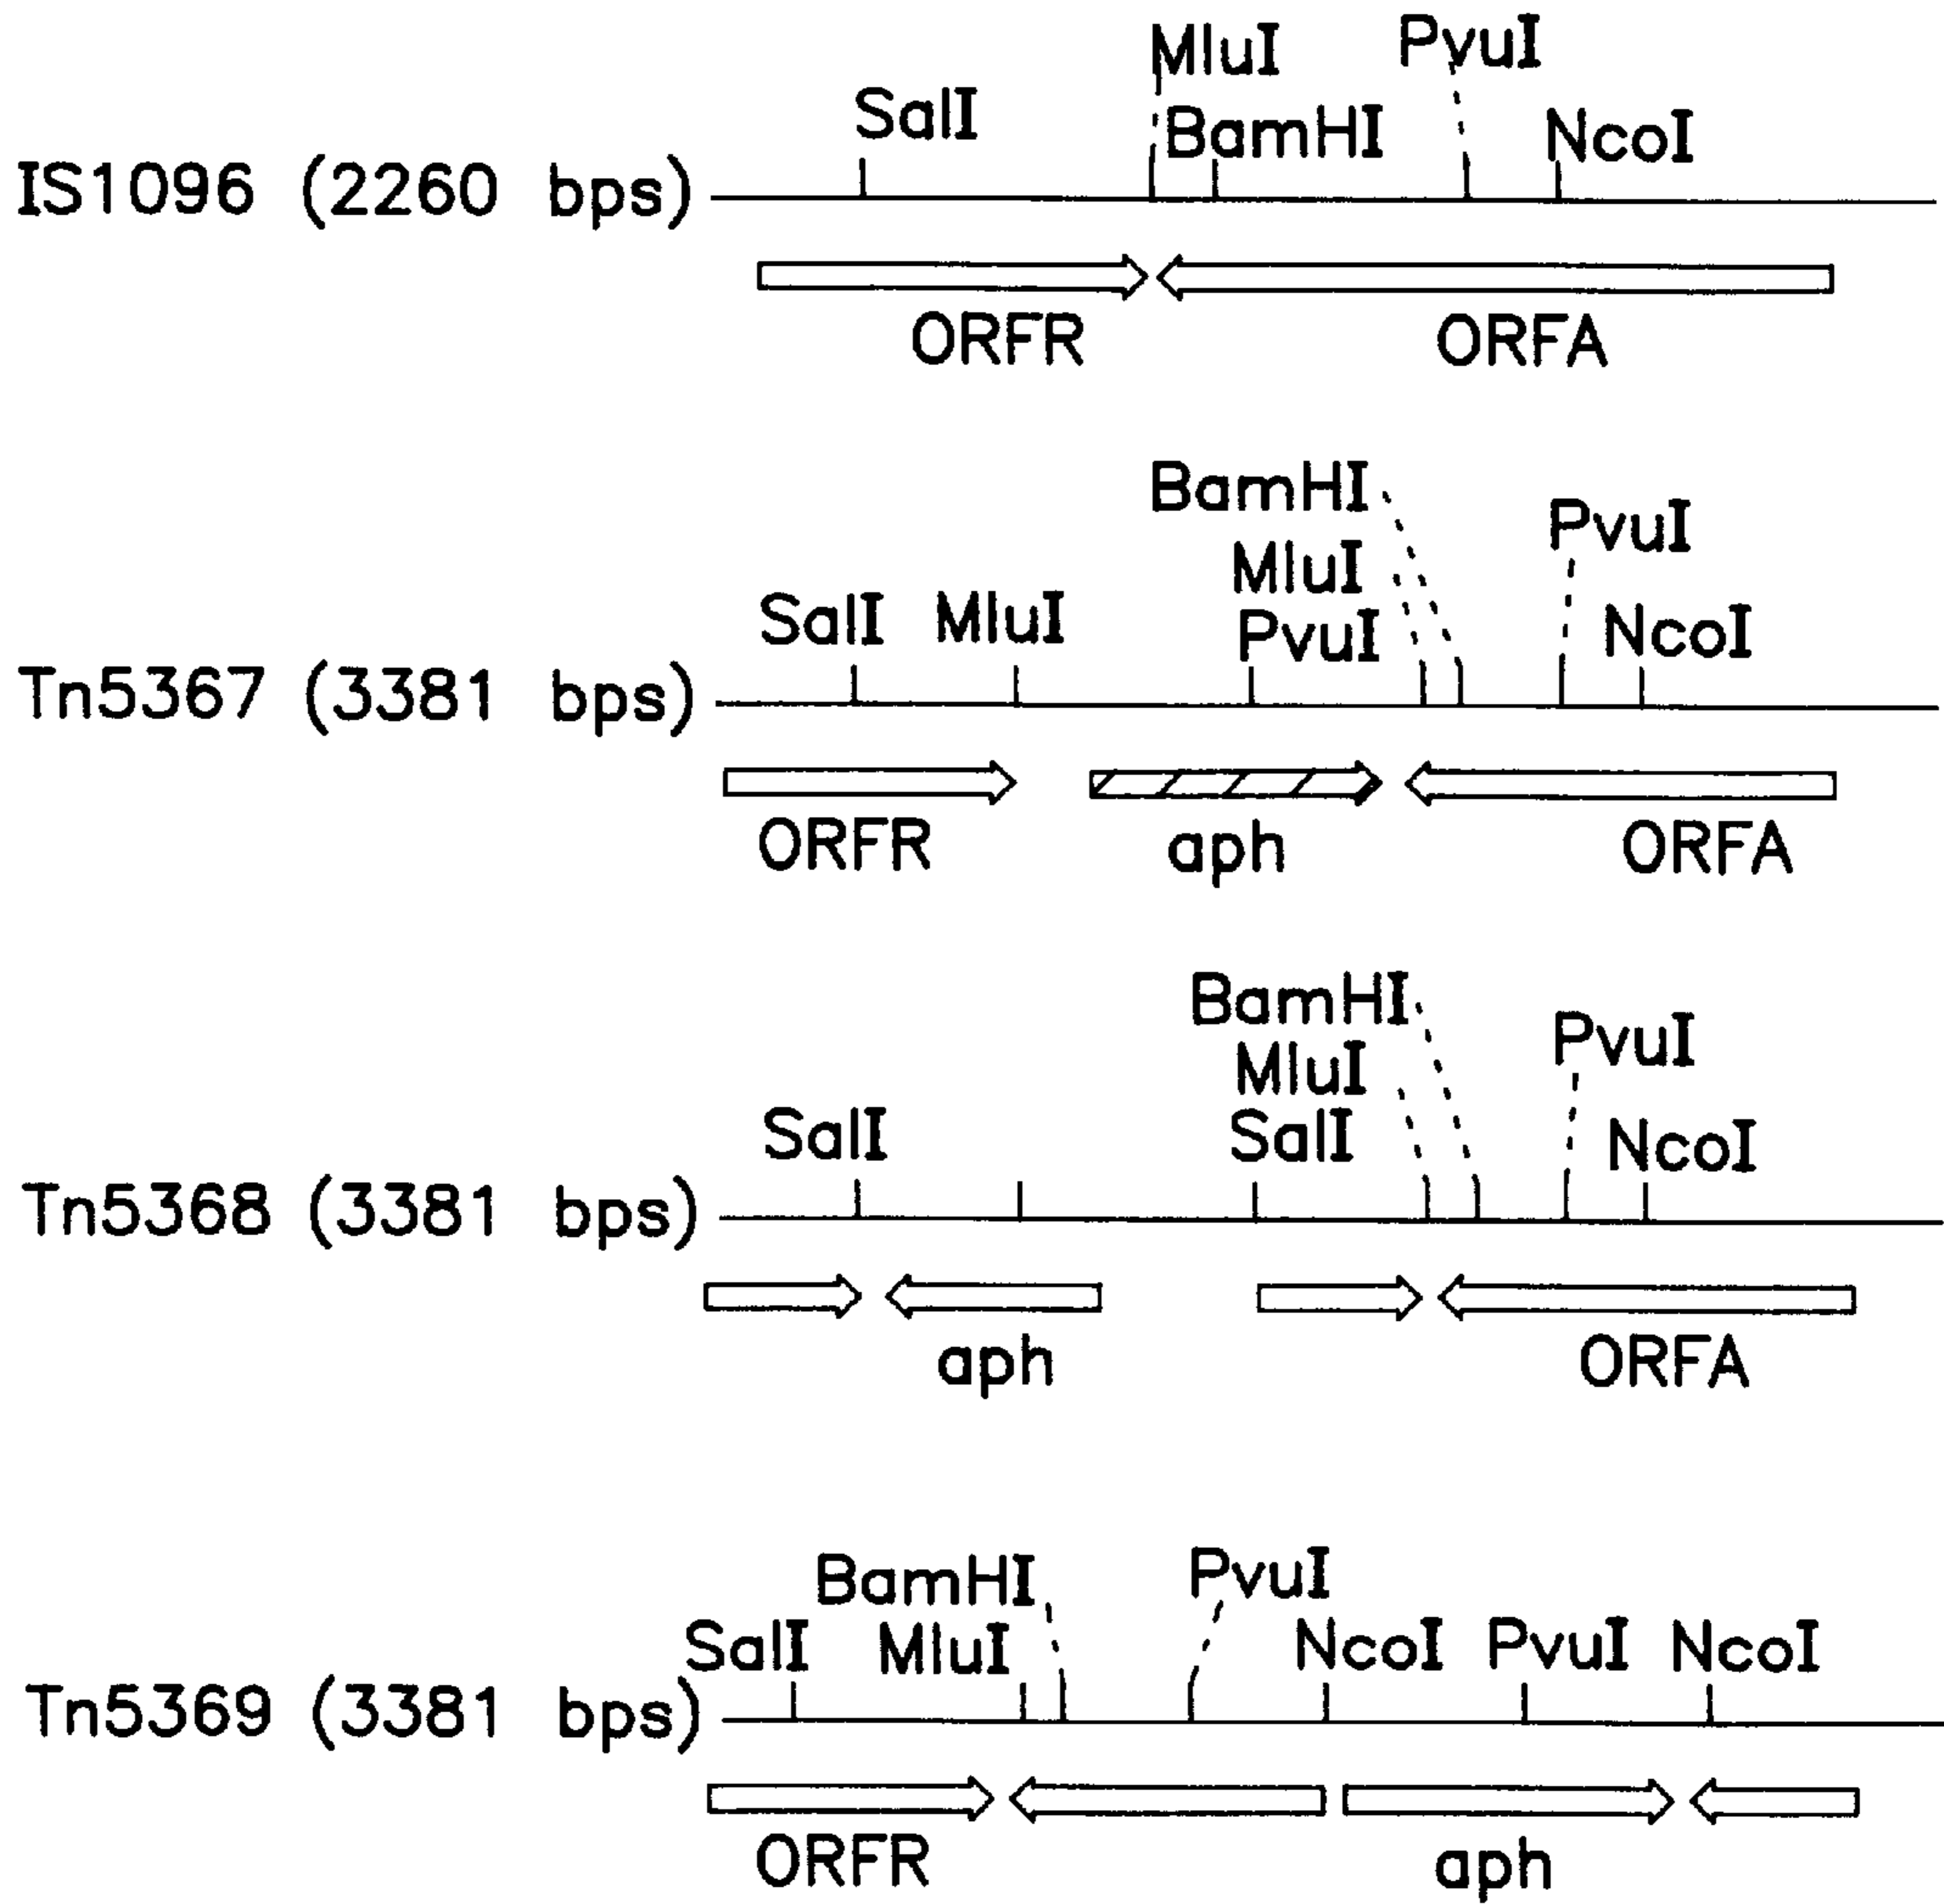 MluI PvuI
SalI BamHI NcoI
IS1096 (2260 bps)
ORFR ORFA
BamHI PvuI
MluI
SalI MluI PvuI NcoI
Tn5367 (3381 bps)
ORFR aph ORFA
BamHI PvuI
MluI
SalI SalI NcoI
Tn5368 (3381 bps)
aph ORFA
BamHI PvuI
SalI MluI NcoI PvuI NcoI
Tn5369 (3381 bps)
ORFR aph